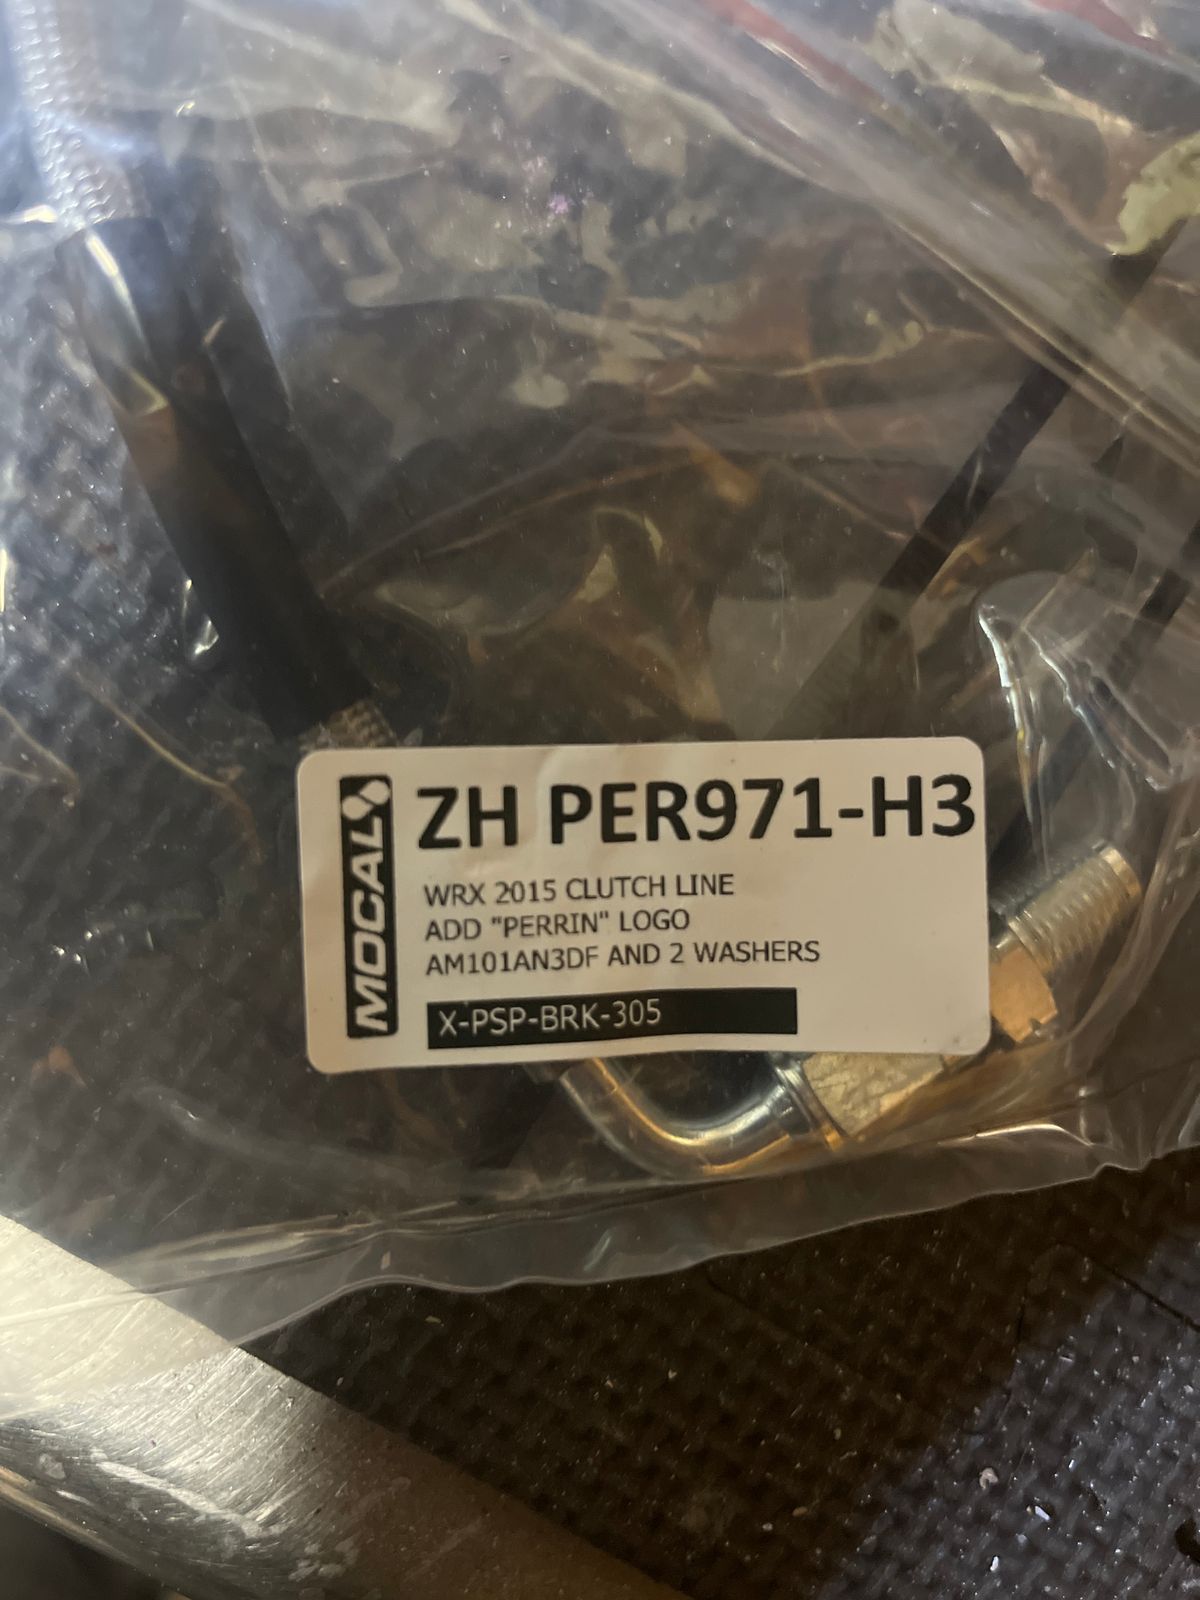 MOCAL
ZH PER971-H3
WRX 2015 CLUTCH LINE
ADD "PERRIN" LOGO
AM101AN3DF AND 2 WASHERS
X-PSP-BRK-305